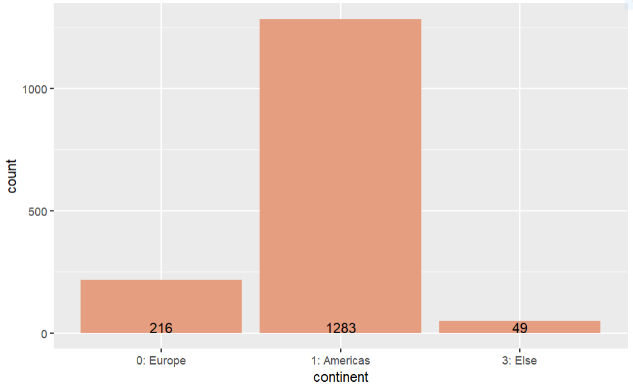 1000
500
0
count
216 1283 49
0: Europe 1: Americas 3: Else
continent